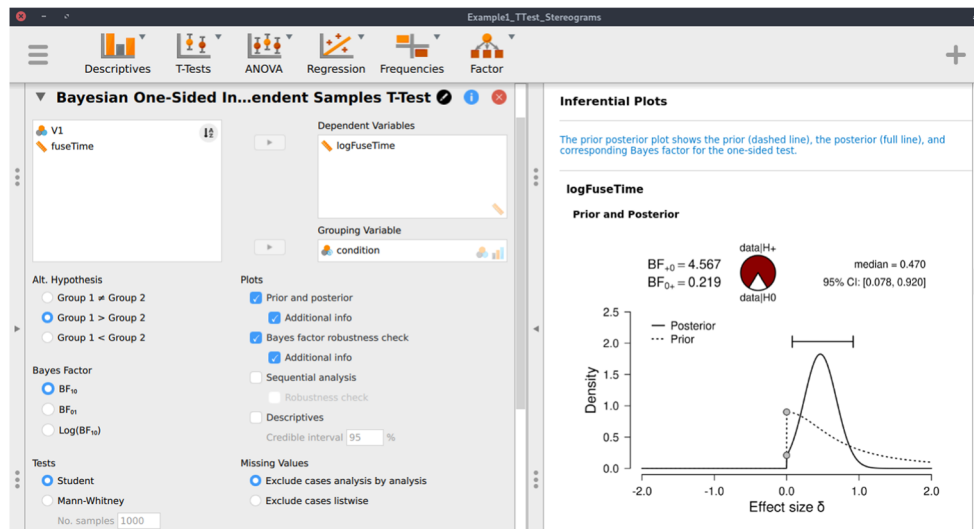 Example1_TTest_Stereograms
Descriptives
T-Tests
ANOVA
Regression
Frequencies
Factor
Bayesian One-Sided In...endent Samples T-Test
V1
fuseTime
Dependent Variables
logFuseTime
Grouping Variable
condition
Alt. Hypothesis
Group 1 ≠ Group 2
Group 1 > Group 2
Group 1 < Group 2
Bayes Factor
BF₁₀
BF₀₁
Log(BF₁₀)
Tests
Student
Mann-Whitney
No. samples 1000
Plots
Prior and posterior
Additional info
Bayes factor robustness check
Additional info
Sequential analysis
Robustness check
Descriptives
Credible interval 95 %
Missing Values
Exclude cases analysis by analysis
Exclude cases listwise
Inferential Plots
The prior posterior plot shows the prior (dashed line), the posterior (full line), and
corresponding Bayes factor for the one-sided test.
logFuseTime
Prior and Posterior
data|H+
BF₊₀ = 4.567
BF₀₊ = 0.219
data|H0
median = 0.470
95% CI: [0.078, 0.920]
Posterior
Prior
Density
2.5
2.0
1.5
1.0
0.5
0.0
-2.0 -1.0 0.0 1.0 2.0
Effect size δ